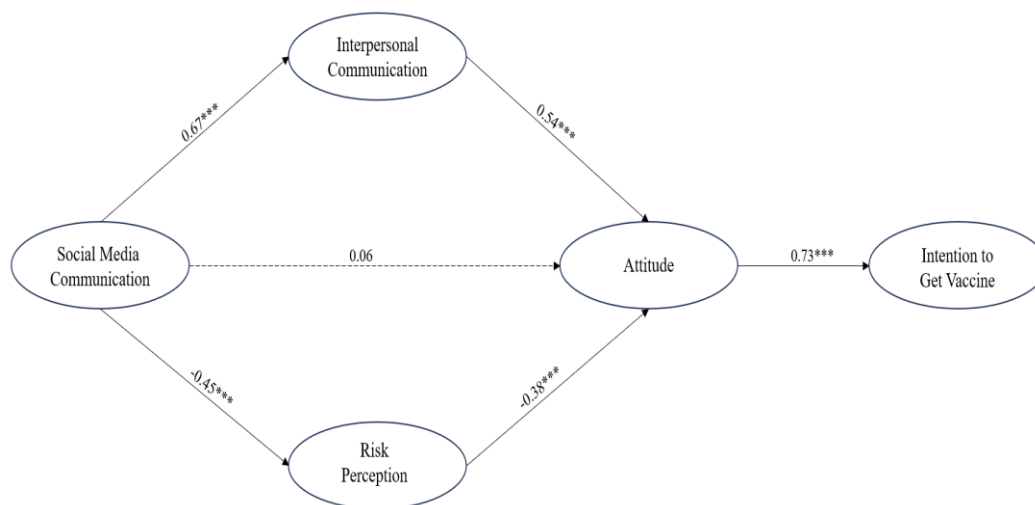 Interpersonal
Communication
0.67***
0.54***
Social Media
Communication
0.06
Attitude
0.73***
Intention to
Get Vaccine
-0.45***
-0.38***
Risk
Perception